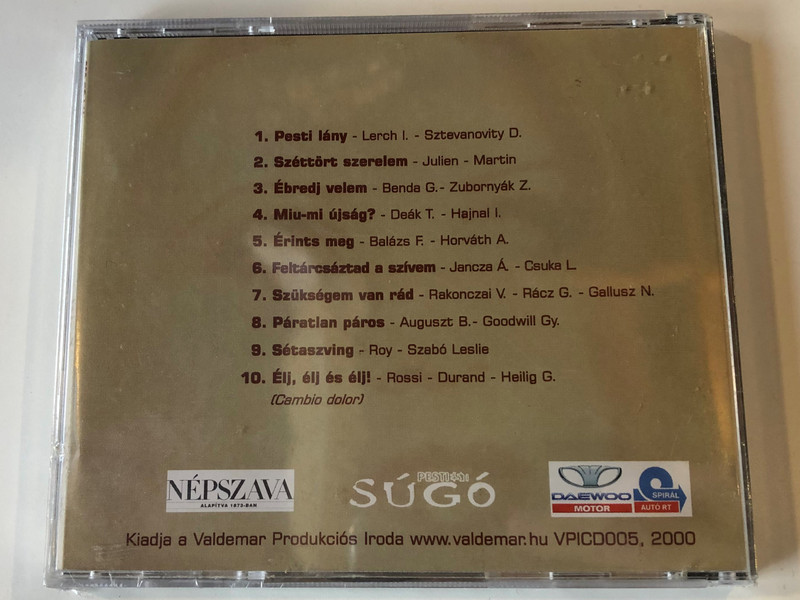 1. Pesti lány - Lerch I. - Sztevanovity D.
2. Széttört szerelem - Julien - Martin
3. Ébredj velem - Benda G.- Zubornyák Z.
4. Miu-mi újság? - Deák T. - Hajnal I.
5. Érints meg - Balázs F. - Horváth A.
6. Feltárcsáztad a szívem - Jancza Á. - Csuka L.
7. Szükségem van rád - Rakonczai V. - Rácz G. - Gallusz N.
8. Páratlan páros - Auguszt B.- Goodwill Gy.
9. Sétaszving - Roy - Szabó Leslie
10. Élj, élj és élj! - Rossi - Durand - Heilig G.
(Cambio dolor)
NÉPSZAVA
ALAPÍTVA 1873-BAN
PESTI
SÚGÓ
DAEWOO
MOTOR
SPIRÁL
AUTÓ RT
Kiadja a Valdemar Produkciós Iroda www.valdemar.hu VPICD005, 2000